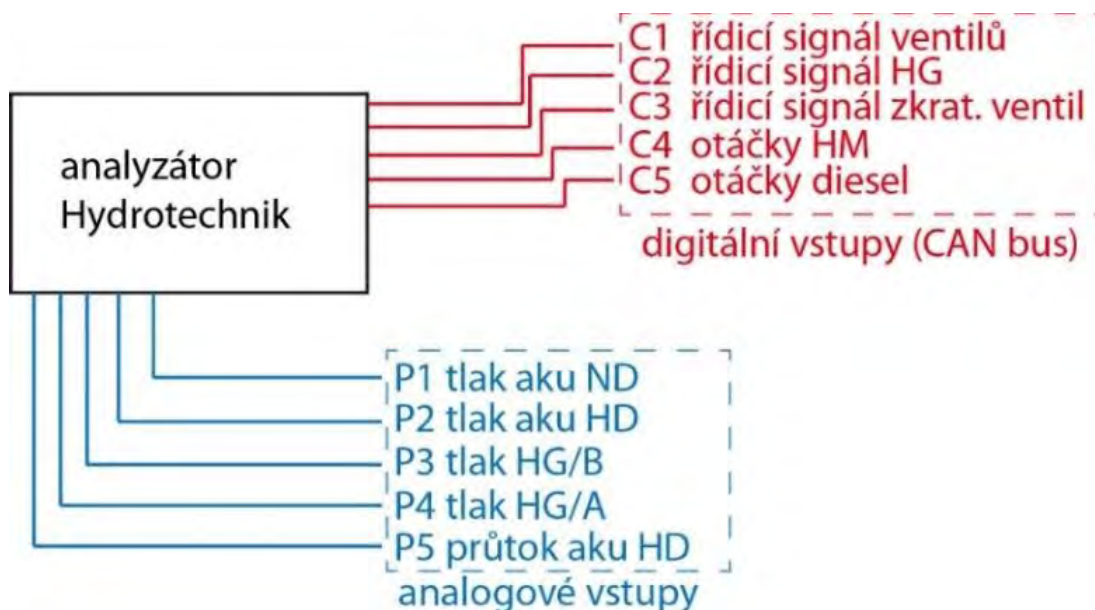 C1 řídicí signál ventilů
C2 řídicí signál HG
C3 řídicí signál zkrat. ventil
C4 otáčky HM
C5 otáčky diesel
digitální vstupy (CAN bus)
analyzátor
Hydrotechnik
P1 tlak aku ND
P2 tlak aku HD
P3 tlak HG/B
P4 tlak HG/A
P5 průtok aku HD
analogové vstupy